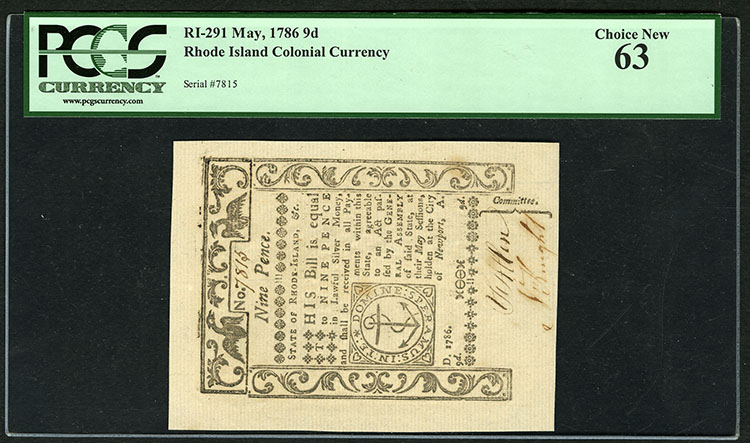 PCGS
CURRENCY
www.pcgscurrency.com
RI-291 May, 1786 9d
Rhode Island Colonial Currency
Serial #7815
Choice New
63
No. 7815
Nine Pence.
STATE of RHODE-ISLAND, &c.
THIS Bill is equal
to NINE PENCE
in Lawful Silver Money,
and shall be received in all Pay-
ments within this
State, agreeable
to an Act paſ-
ſed by the GENE-
RAL ASSEMBLY
of ſaid State, at
their May Seſſions,
holden at the City
of Newport, A.
D. 1786.
9d. 9d.
DOMINE: SPERAMUS: IN: TE:
Committee.